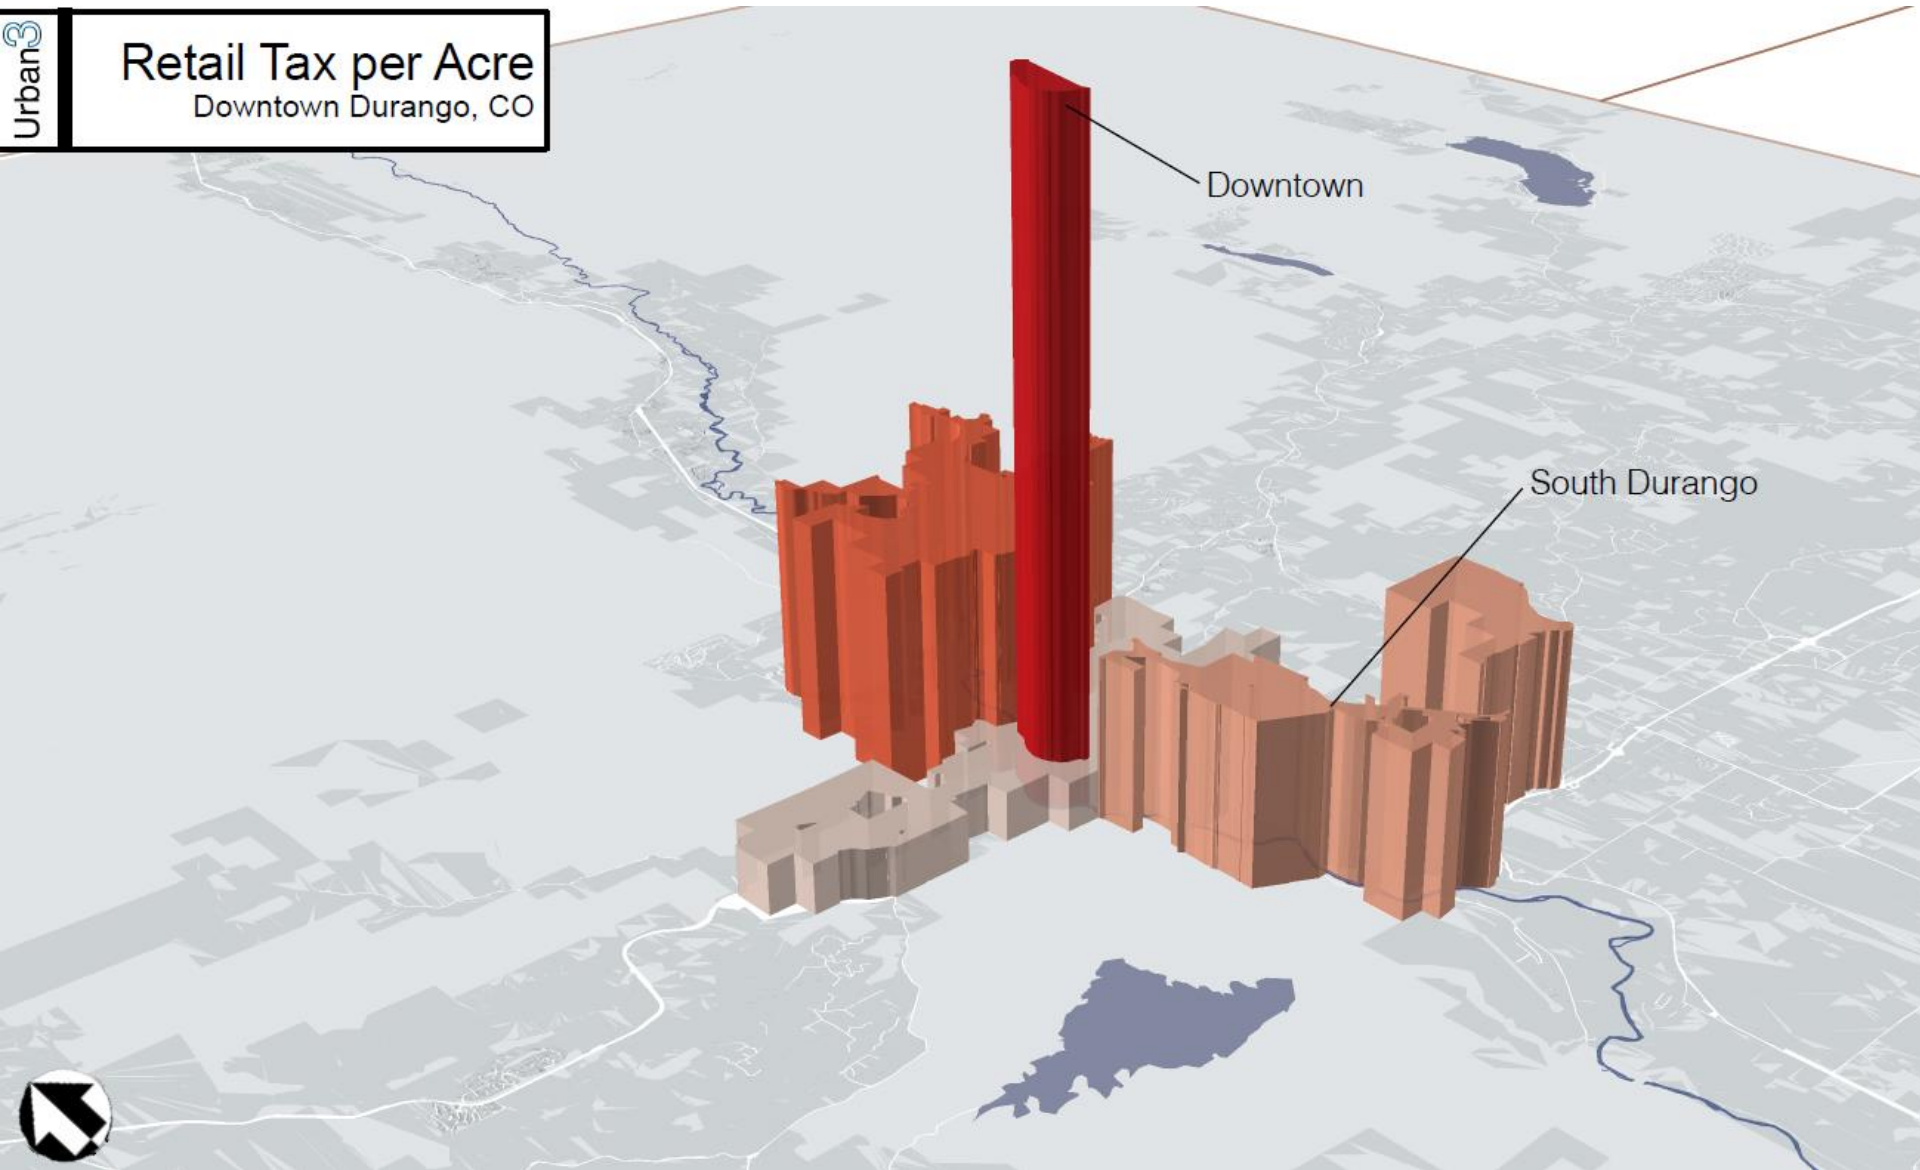 Urban3
Retail Tax per Acre
Downtown Durango, CO
Downtown
South Durango